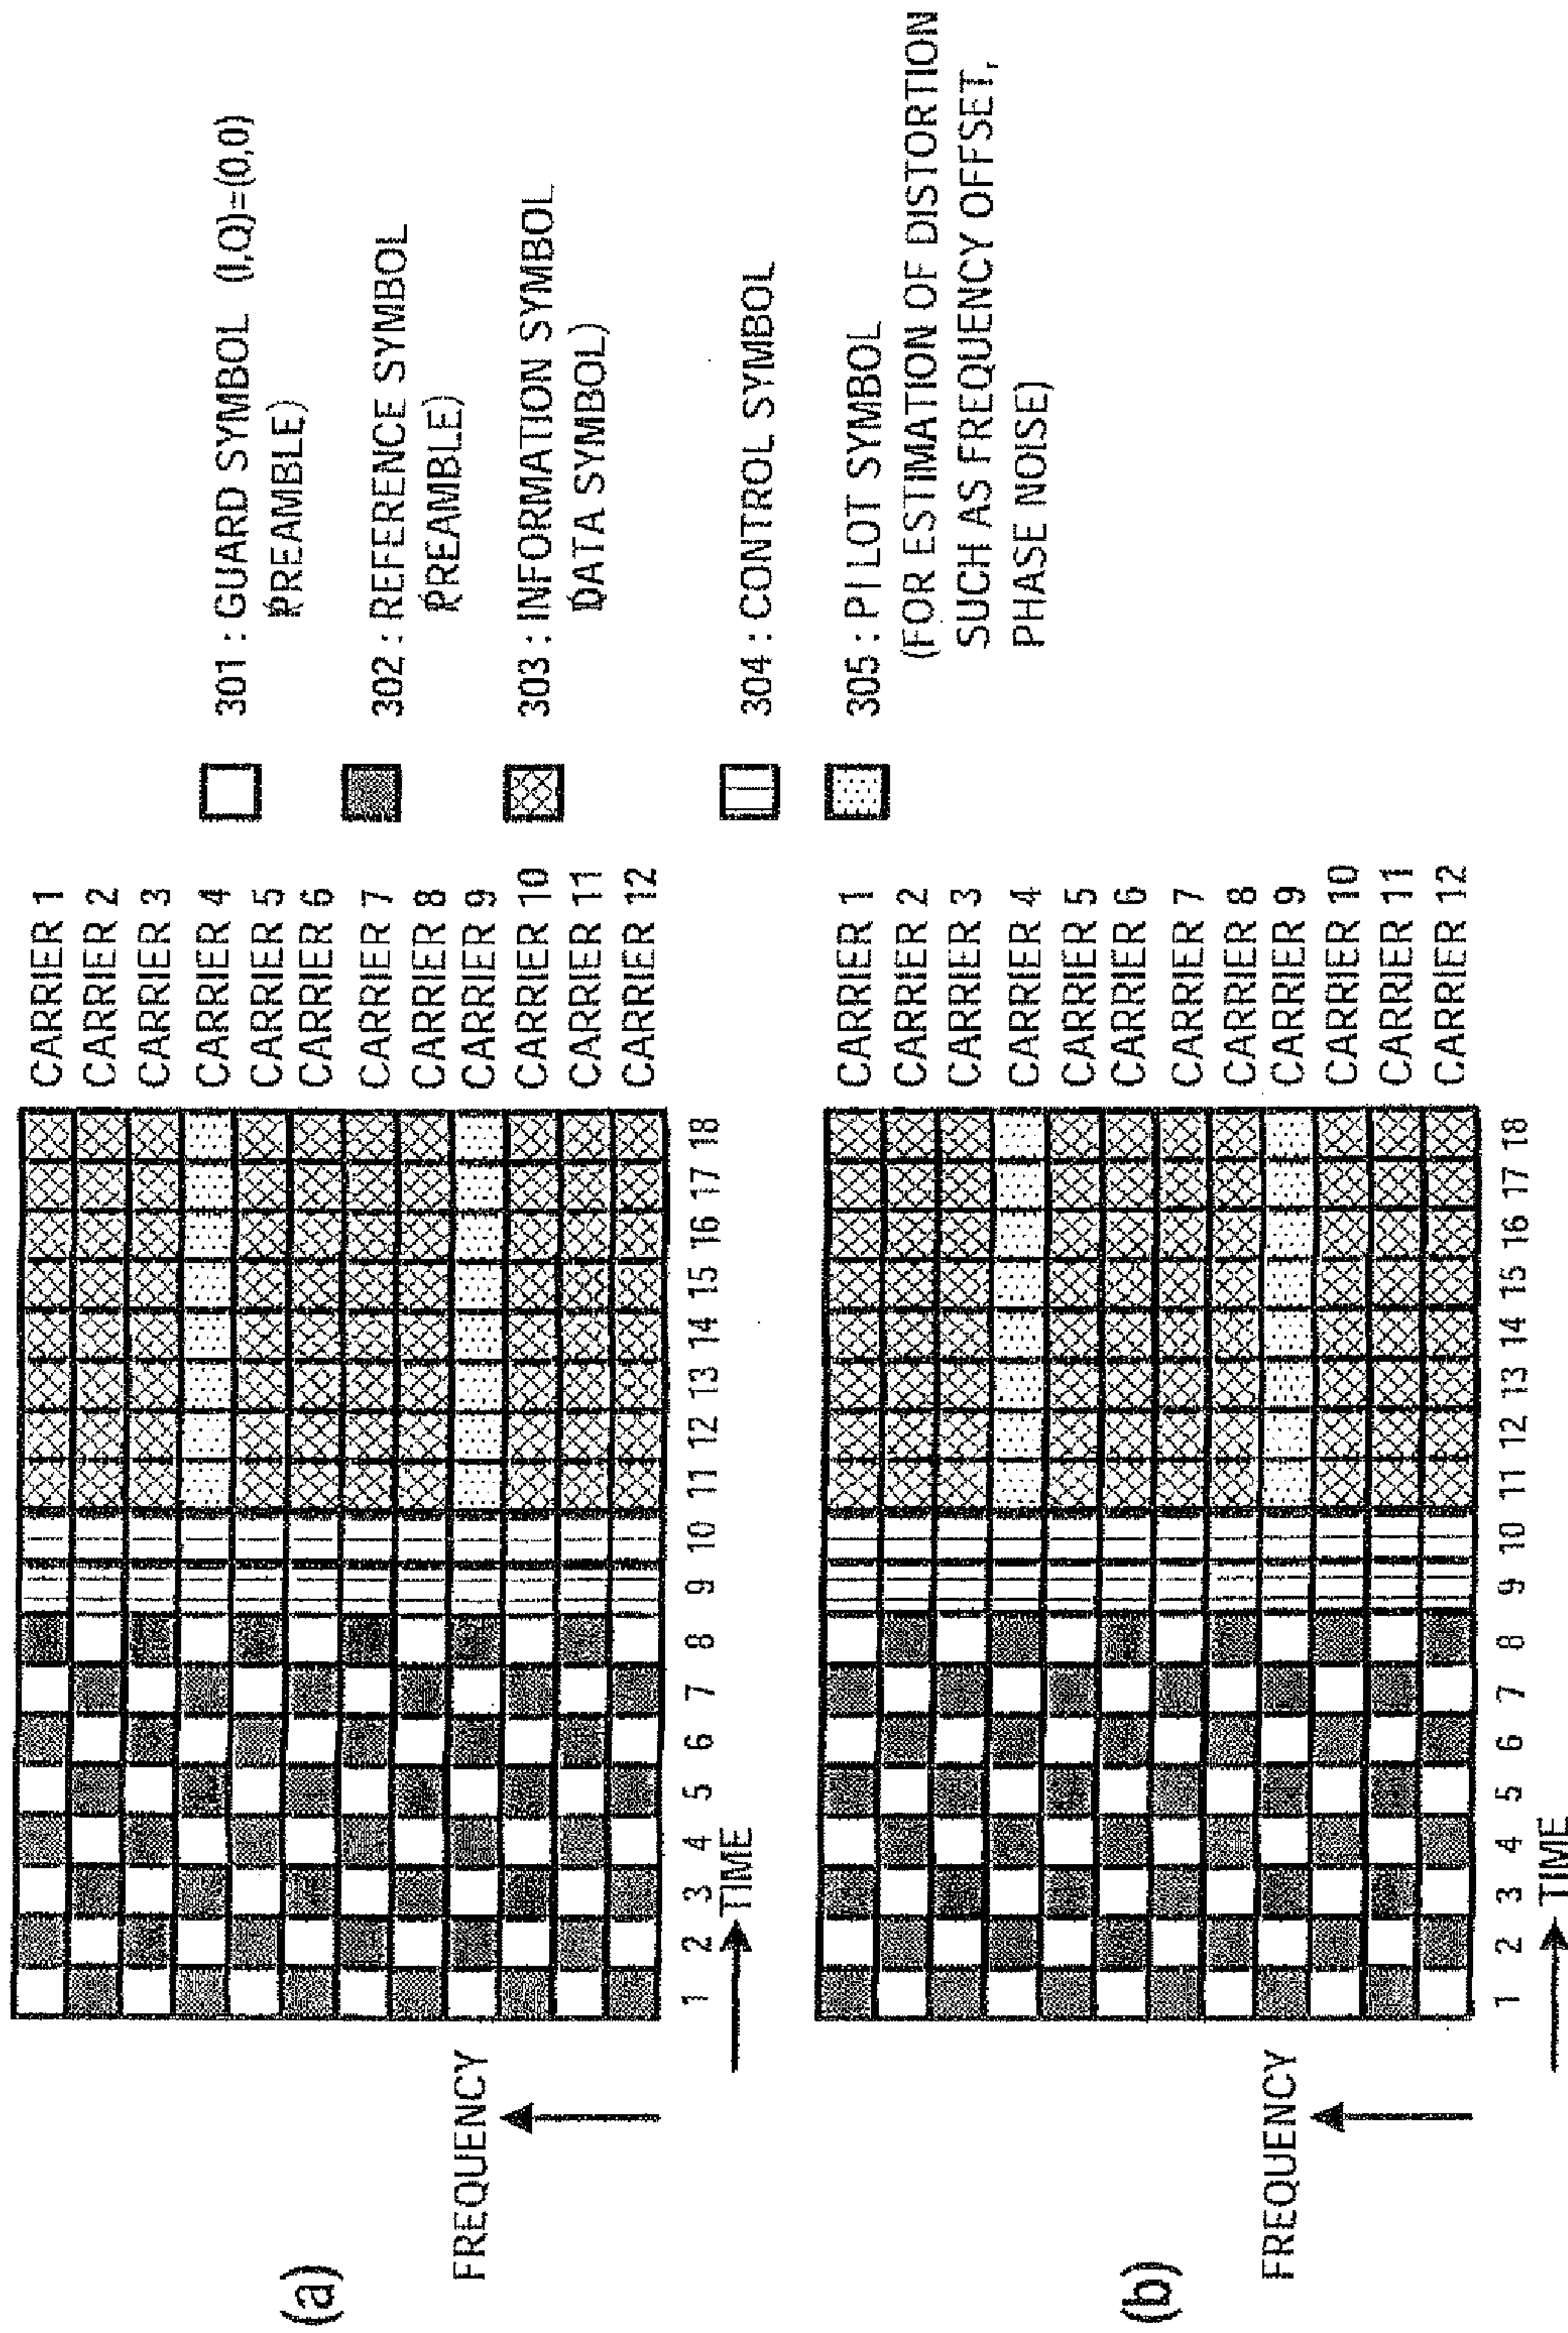 (a)
FREQUENCY
CARRIER 1
CARRIER 2
CARRIER 3
CARRIER 4
CARRIER 5
CARRIER 6
CARRIER 7
CARRIER 8
CARRIER 9
CARRIER 10
CARRIER 11
CARRIER 12
1 2 3 4 5 6 7 8 9 10 11 12 13 14 15 16 17 18
TIME
(b)
FREQUENCY
CARRIER 1
CARRIER 2
CARRIER 3
CARRIER 4
CARRIER 5
CARRIER 6
CARRIER 7
CARRIER 8
CARRIER 9
CARRIER 10
CARRIER 11
CARRIER 12
1 2 3 4 5 6 7 8 9 10 11 12 13 14 15 16 17 18
TIME
301 : GUARD SYMBOL (I,Q)=(0,0)
(PREAMBLE)
302 : REFERENCE SYMBOL
(PREAMBLE)
303 : INFORMATION SYMBOL
(DATA SYMBOL)
304 : CONTROL SYMBOL
305 : PILOT SYMBOL
(FOR ESTIMATION OF DISTORTION
SUCH AS FREQUENCY OFFSET,
PHASE NOISE)